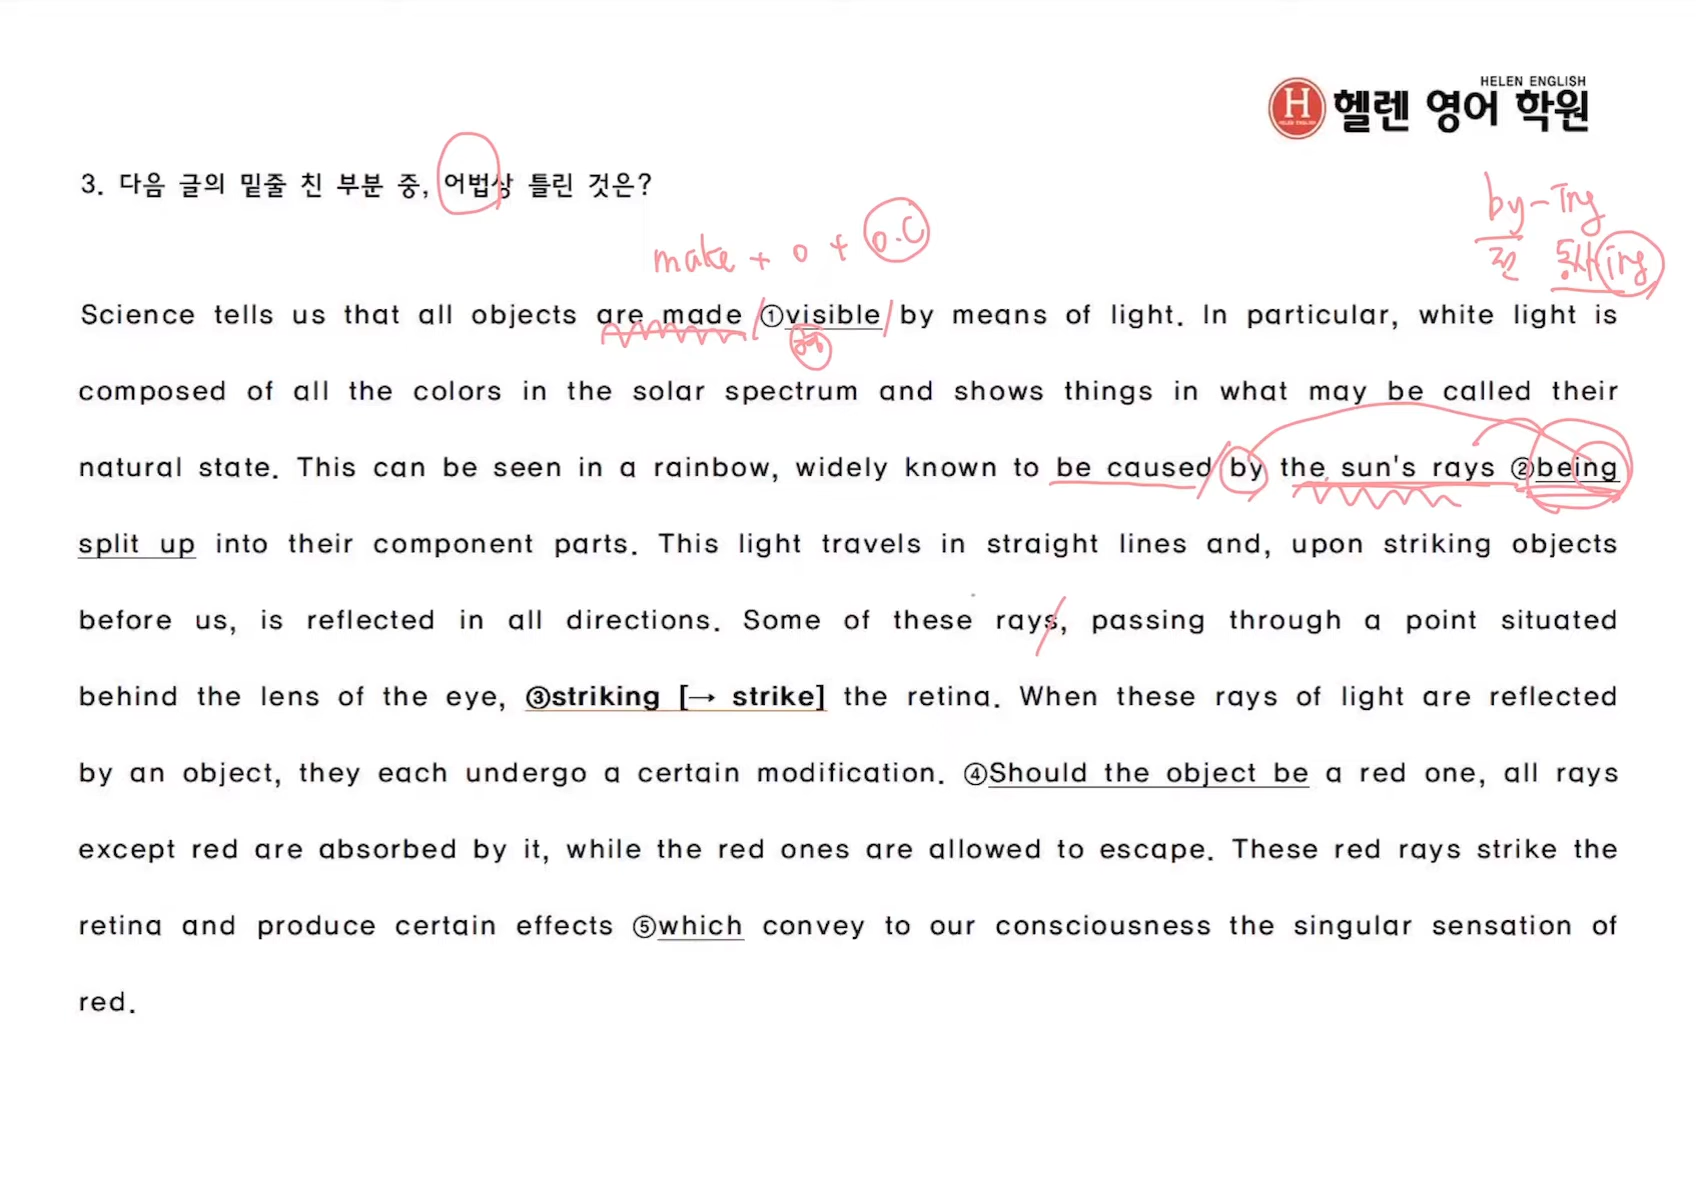 HELEN ENGLISH
H 헬렌 영어 학원
HELEN ENGLISH
3. 다음 글의 밑줄 친 부분 중, 어법상 틀린 것은?
by-ing
전 동사ing
make + o + o.c
Science tells us that all objects are made ①visible by means of light. In particular, white light is
composed of all the colors in the solar spectrum and shows things in what may be called their
natural state. This can be seen in a rainbow, widely known to be caused by the sun's rays ②being
split up into their component parts. This light travels in straight lines and, upon striking objects
before us, is reflected in all directions. Some of these rays, passing through a point situated
behind the lens of the eye, ③striking [→ strike] the retina. When these rays of light are reflected
by an object, they each undergo a certain modification. ④Should the object be a red one, all rays
except red are absorbed by it, while the red ones are allowed to escape. These red rays strike the
retina and produce certain effects ⑤which convey to our consciousness the singular sensation of
red.